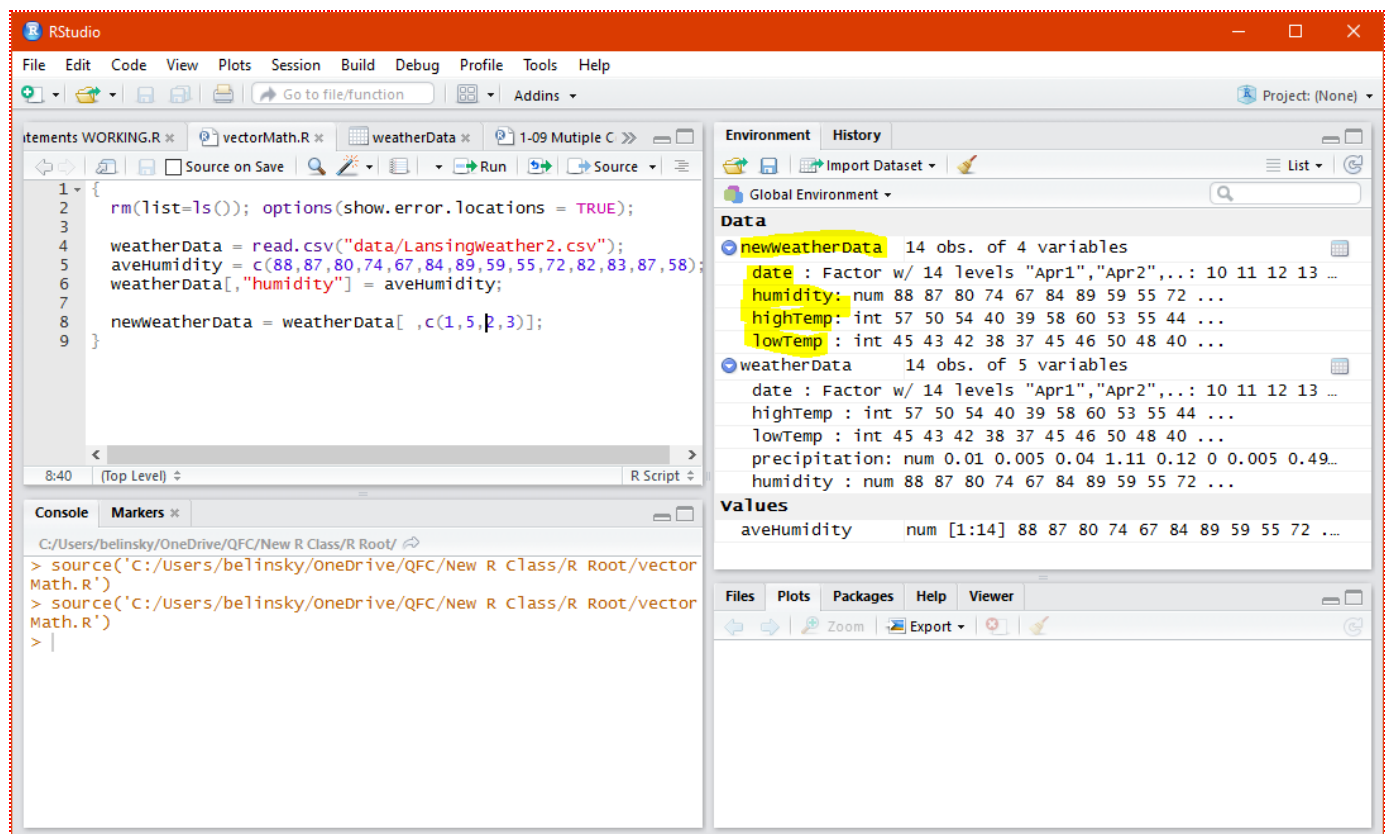 RStudio
File Edit Code View Plots Session Build Debug Profile Tools Help
Go to file/function Addins Project: (None)
itements WORKING.R vectorMath.R weatherData 1-09 Mutiple C
Source on Save Run Source
1 {
2 rm(list=ls()); options(show.error.locations = TRUE);
3
4 weatherData = read.csv("data/LansingWeather2.csv");
5 aveHumidity = c(88,87,80,74,67,84,89,59,55,72,82,83,87,58);
6 weatherData[,"humidity"] = aveHumidity;
7
8 newWeatherData = weatherData[ ,c(1,5,2,3)];
9 }
8:40 (Top Level) R Script
Console Markers
C:/Users/belinsky/OneDrive/QFC/New R Class/R Root/
> source('C:/Users/belinsky/OneDrive/QFC/New R Class/R Root/vector
Math.R')
> source('C:/Users/belinsky/OneDrive/QFC/New R Class/R Root/vector
Math.R')
>
Environment History
Import Dataset List
Global Environment
Data
newWeatherData 14 obs. of 4 variables
date : Factor w/ 14 levels "Apr1","Apr2",..: 10 11 12 13 …
humidity: num 88 87 80 74 67 84 89 59 55 72 ...
highTemp: int 57 50 54 40 39 58 60 53 55 44 ...
lowTemp : int 45 43 42 38 37 45 46 50 48 40 ...
weatherData 14 obs. of 5 variables
date : Factor w/ 14 levels "Apr1","Apr2",..: 10 11 12 13 …
highTemp : int 57 50 54 40 39 58 60 53 55 44 ...
lowTemp : int 45 43 42 38 37 45 46 50 48 40 ...
precipitation: num 0.01 0.005 0.04 1.11 0.12 0 0.005 0.49…
humidity : num 88 87 80 74 67 84 89 59 55 72 ...
Values
aveHumidity num [1:14] 88 87 80 74 67 84 89 59 55 72 .…
Files Plots Packages Help Viewer
Zoom Export